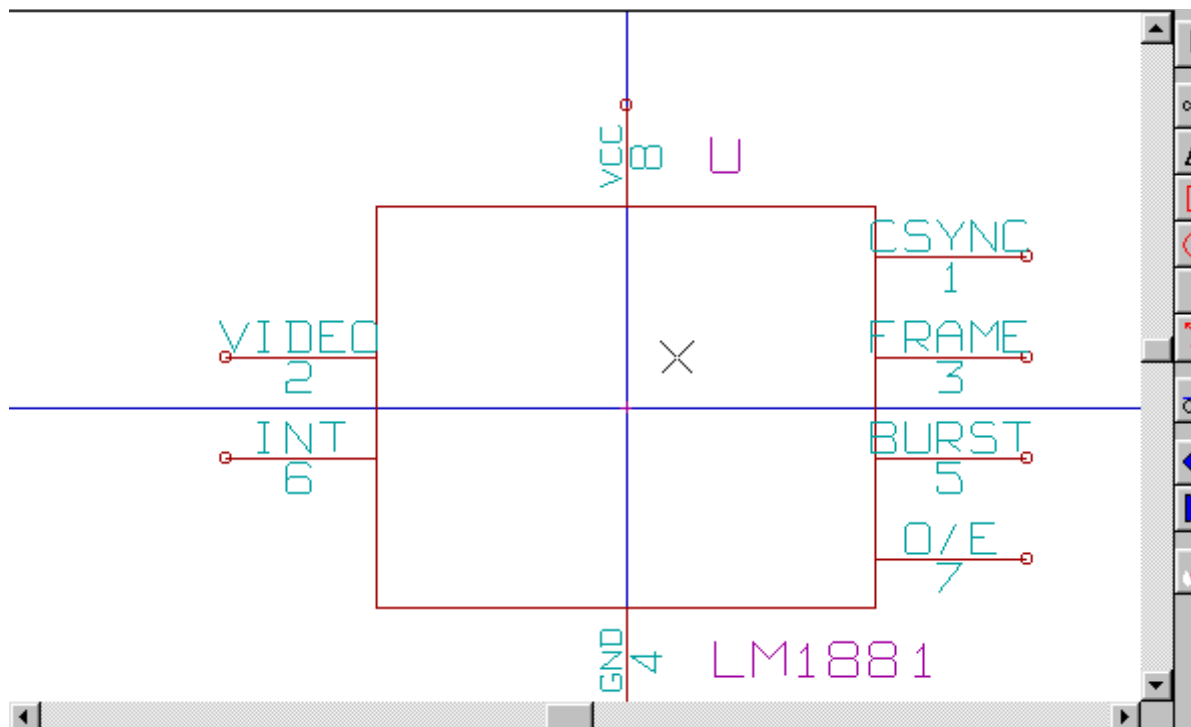 VCC
8
U
CSYNC
1
VIDEO
2
FRAME
3
INT
6
BURST
5
O/E
7
GND
4
LM1881